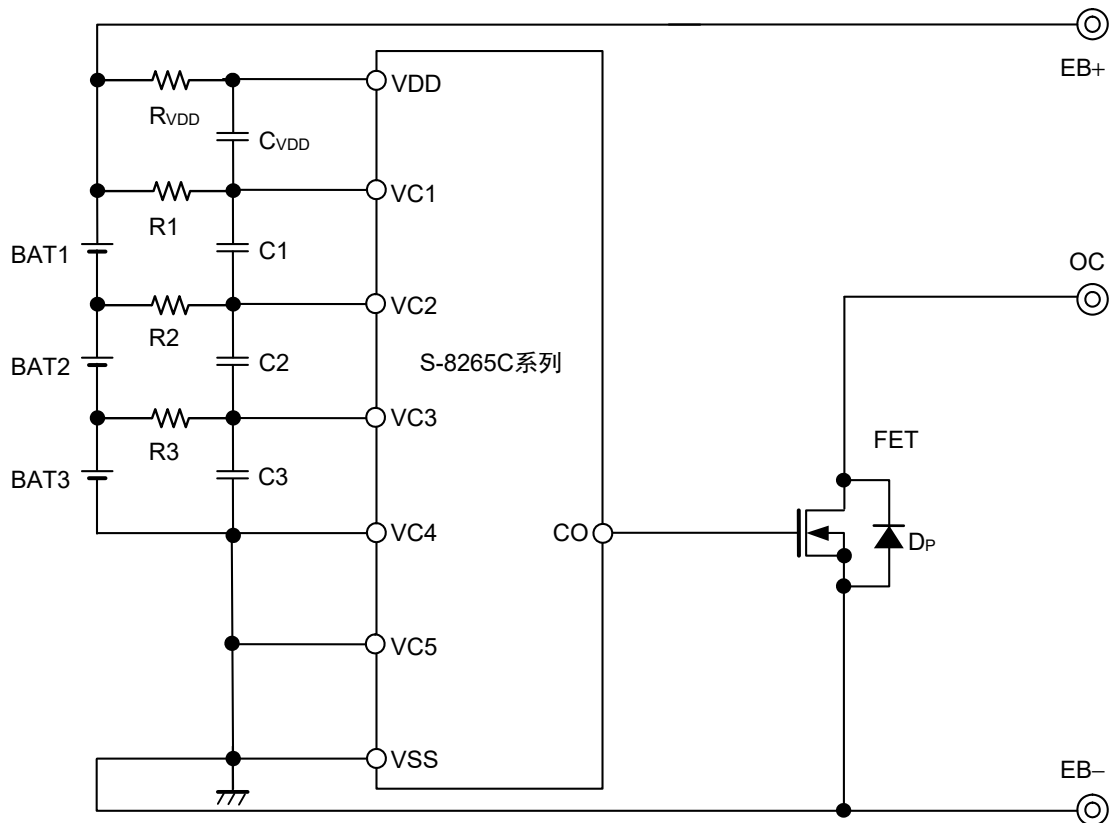 EB+
VDD
RVDD
CVDD
VC1
R1
BAT1
C1
OC
VC2
R2
BAT2
C2
S-8265C系列
VC3
R3
FET
BAT3
C3
VC4
CO
DP
VC5
VSS
EB−